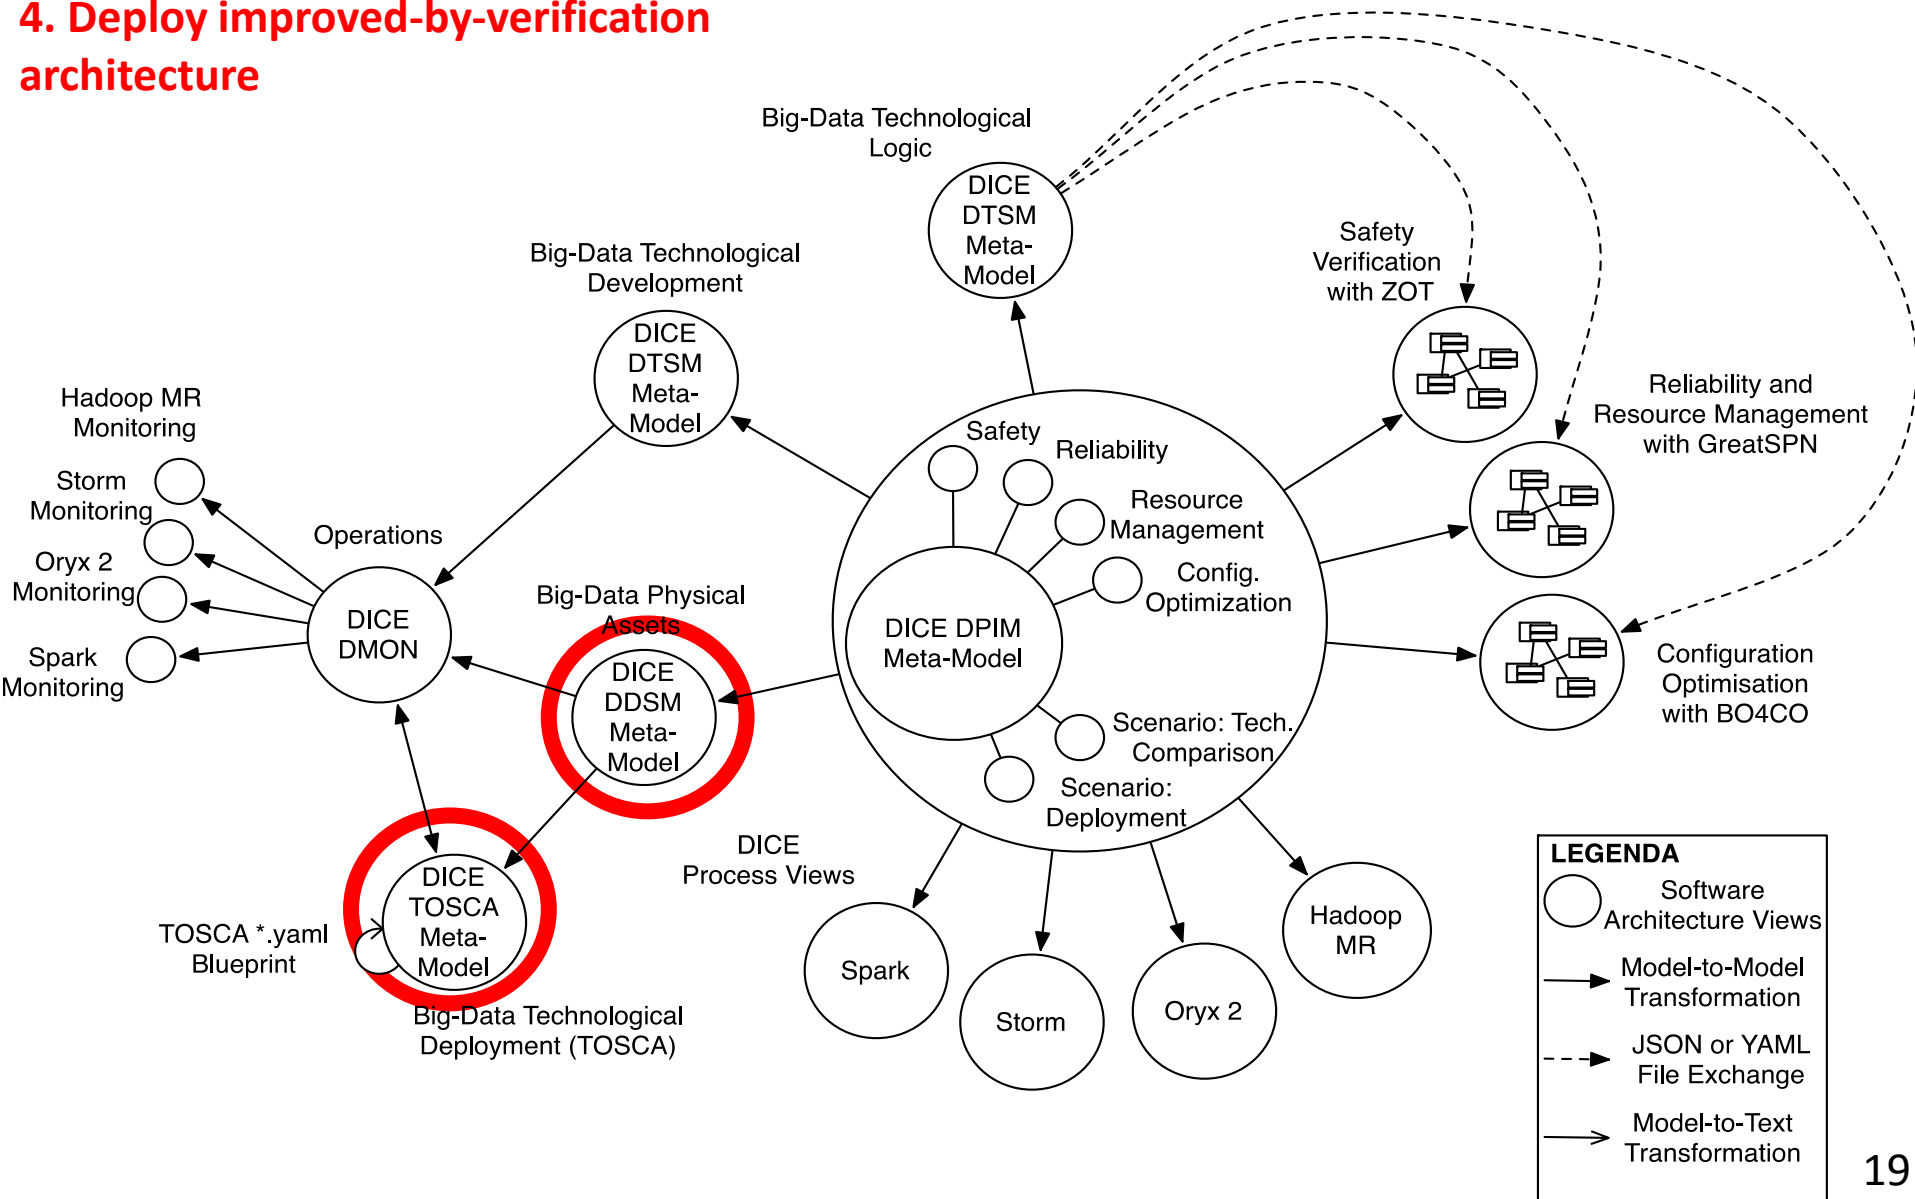 4. Deploy improved-by-verification
architecture
Big-Data Technological
Logic
DICE
DTSM
Meta-
Model
Big-Data Technological
Development
DICE
DTSM
Meta-
Model
Safety
Verification
with ZOT
Reliability and
Resource Management
with GreatSPN
Configuration
Optimisation
with BO4CO
Hadoop MR
Monitoring
Storm
Monitoring
Oryx 2
Monitoring
Spark
Monitoring
Operations
DICE
DMON
Big-Data Physical
Assets
DICE
DDSM
Meta-
Model
Safety
Reliability
Resource
Management
Config.
Optimization
DICE DPIM
Meta-Model
Scenario: Tech.
Comparison
Scenario:
Deployment
DICE
Process Views
TOSCA *.yaml
Blueprint
DICE
TOSCA
Meta-
Model
Big-Data Technological
Deployment (TOSCA)
Spark
Storm
Oryx 2
Hadoop
MR
LEGENDA
Software
Architecture Views
Model-to-Model
Transformation
JSON or YAML
File Exchange
Model-to-Text
Transformation
19